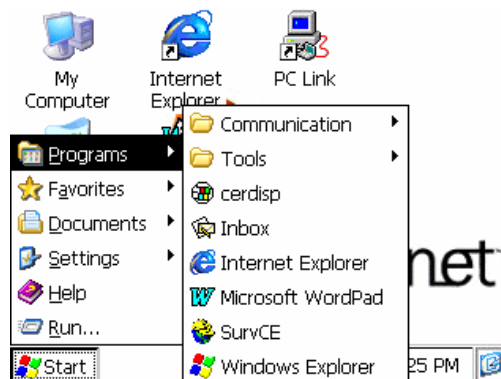 My
Computer
Internet
Explorer
PC Link
Programs
Favorites
Documents
Settings
Help
Run...
Communication
Tools
cerdisp
Inbox
Internet Explorer
Microsoft WordPad
SurvCE
Windows Explorer
net
Start
25 PM